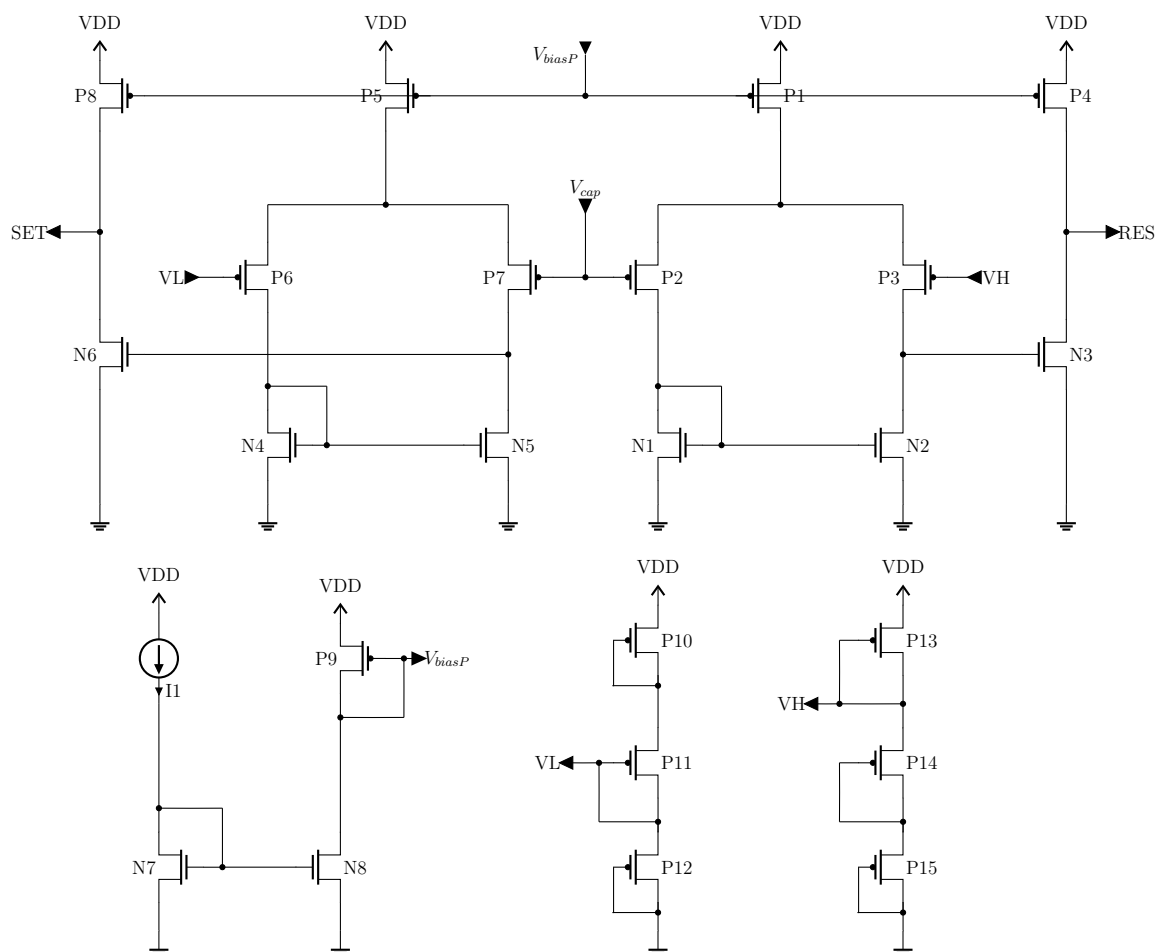 VDD VDD VDD VDD
V_biasP
P8 P5 P1 P4
V_cap
SET RES
VL P6 P7 P2 P3 VH
N6 N3
N4 N5 N1 N2
VDD VDD VDD VDD
P9 V_biasP P10 P13
I1
VH
VL P11 P14
N7 N8 P12 P15